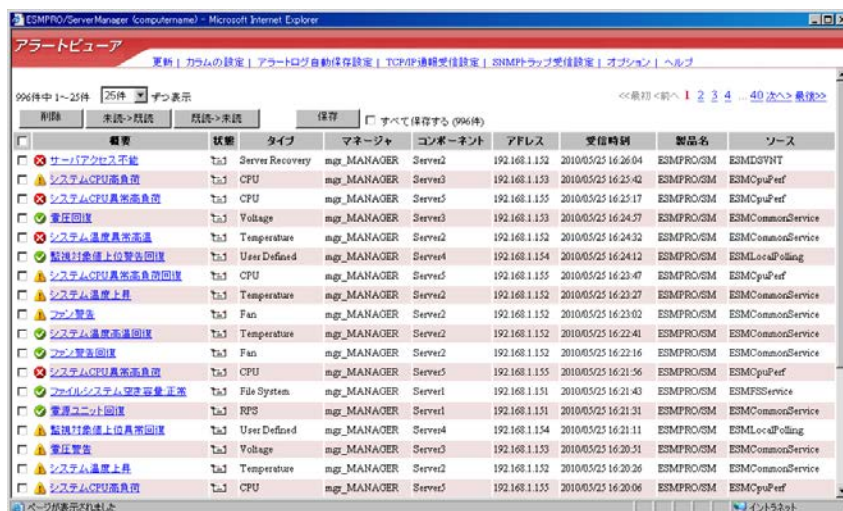 ESMPRO/ServerManager (computername) - Microsoft Internet Explorer
アラートビューア
更新 | カラムの設定 | アラートログ自動保存設定 | TCP/IP通報受信設定 | SNMPトラップ受信設定 | オプション | ヘルプ
996件中 1~25件 25件 ずつ表示 <<最初 <前へ 1 2 3 4 ... 40 次へ> 最後>>
削除 未読->既読 既読->未読 保存 すべて保存する (996件)
概要 状態 タイプ マネージャ コンポーネント アドレス 受信時刻 製品名 ソース
サーバアクセス不能 Server Recovery mgr_MANAGER Server2 192.168.1.152 2010/05/25 16:26:04 ESMPRO/SM ESMDSVNT
システムCPU高負荷 CPU mgr_MANAGER Server3 192.168.1.153 2010/05/25 16:25:42 ESMPRO/SM ESMCpuPerf
システムCPU異常高負荷 CPU mgr_MANAGER Server5 192.168.1.155 2010/05/25 16:25:17 ESMPRO/SM ESMCpuPerf
電圧回復 Voltage mgr_MANAGER Server3 192.168.1.153 2010/05/25 16:24:57 ESMPRO/SM ESMCommonService
システム温度異常高温 Temperature mgr_MANAGER Server2 192.168.1.152 2010/05/25 16:24:32 ESMPRO/SM ESMCommonService
監視対象値上位警告回復 User Defined mgr_MANAGER Server4 192.168.1.154 2010/05/25 16:24:12 ESMPRO/SM ESMLocalPolling
システムCPU異常高負荷回復 CPU mgr_MANAGER Server5 192.168.1.155 2010/05/25 16:23:47 ESMPRO/SM ESMCpuPerf
システム温度上昇 Temperature mgr_MANAGER Server2 192.168.1.152 2010/05/25 16:23:27 ESMPRO/SM ESMCommonService
ファン警告 Fan mgr_MANAGER Server2 192.168.1.152 2010/05/25 16:23:02 ESMPRO/SM ESMCommonService
システム温度高温回復 Temperature mgr_MANAGER Server2 192.168.1.152 2010/05/25 16:22:41 ESMPRO/SM ESMCommonService
ファン警告回復 Fan mgr_MANAGER Server2 192.168.1.152 2010/05/25 16:22:16 ESMPRO/SM ESMCommonService
システムCPU異常高負荷 CPU mgr_MANAGER Server5 192.168.1.155 2010/05/25 16:21:56 ESMPRO/SM ESMCpuPerf
ファイルシステム空き容量:正常 File System mgr_MANAGER Server1 192.168.1.151 2010/05/25 16:21:43 ESMPRO/SM ESMFSService
電源ユニット回復 RPS mgr_MANAGER Server1 192.168.1.151 2010/05/25 16:21:31 ESMPRO/SM ESMCommonService
監視対象値上位異常回復 User Defined mgr_MANAGER Server4 192.168.1.154 2010/05/25 16:21:11 ESMPRO/SM ESMLocalPolling
電圧警告 Voltage mgr_MANAGER Server3 192.168.1.153 2010/05/25 16:20:51 ESMPRO/SM ESMCommonService
システム温度上昇 Temperature mgr_MANAGER Server2 192.168.1.152 2010/05/25 16:20:26 ESMPRO/SM ESMCommonService
システムCPU高負荷 CPU mgr_MANAGER Server5 192.168.1.155 2010/05/25 16:20:06 ESMPRO/SM ESMCpuPerf
ページが表示されました イントラネット